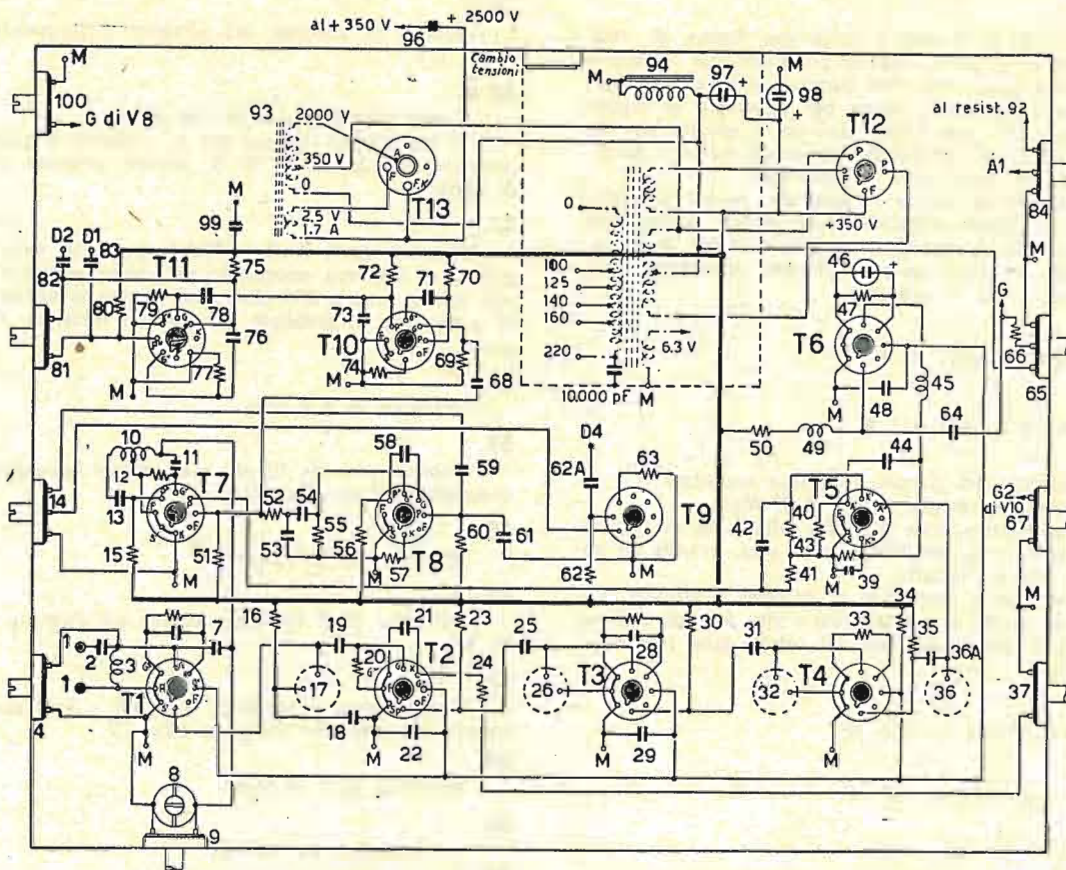 al + 350 V
+ 2500 V
96
M
100
G di V8
Cambio
tensioni
M
94
97
+
98
M
+
al resist. 92
93
2000 V
350 V
0
2.5 V
1.7 A
A
F
F.K
T13
T12
P
P
F
F
+350 V
A1
84
M
M
99
D2
D1
83
82
T11
75
79
78
80
76
77
81
M
72
71
70
73
T10
74
69
68
M
0
100
125
140
160
220
10.000 pF
M
6.3 V
46
+
47
T6
M
48
45
G
66
65
50
49
64
44
10
11
12
13
14
T7
15
51
M
52
54
53
55
56
58
59
T8
57
60
61
M
D4
62A
63
T9
62
M
42
40
43
41
T5
39
M
G2
di V10
67
M
34
16
23
30
35
1
2
3
7
1
T1
4
M
8
9
17
18
19
20
21
T2
22
M
24
25
26
28
T3
29
M
31
32
33
T4
M
36A
36
37